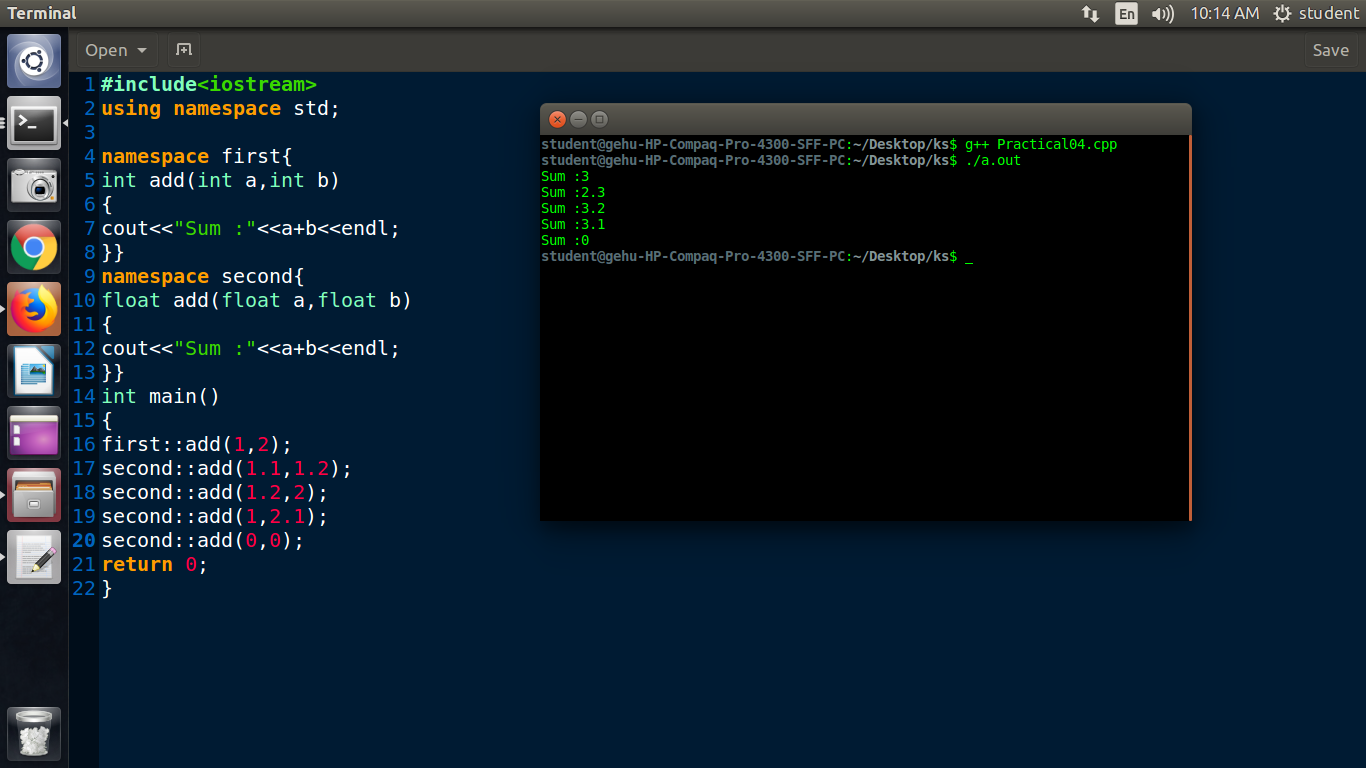 Terminal
En
10:14 AM
student
Open
Save
1 #include<iostream>
2 using namespace std;
3
4 namespace first{
5 int add(int a,int b)
6 {
7 cout<<"Sum :"<<a+b<<endl;
8 }}
9 namespace second{
10 float add(float a,float b)
11 {
12 cout<<"Sum :"<<a+b<<endl;
13 }}
14 int main()
15 {
16 first::add(1,2);
17 second::add(1.1,1.2);
18 second::add(1.2,2);
19 second::add(1,2.1);
20 second::add(0,0);
21 return 0;
22 }
student@gehu-HP-Compaq-Pro-4300-SFF-PC:~/Desktop/ks$ g++ Practical04.cpp
student@gehu-HP-Compaq-Pro-4300-SFF-PC:~/Desktop/ks$ ./a.out
Sum :3
Sum :2.3
Sum :3.2
Sum :3.1
Sum :0
student@gehu-HP-Compaq-Pro-4300-SFF-PC:~/Desktop/ks$ _